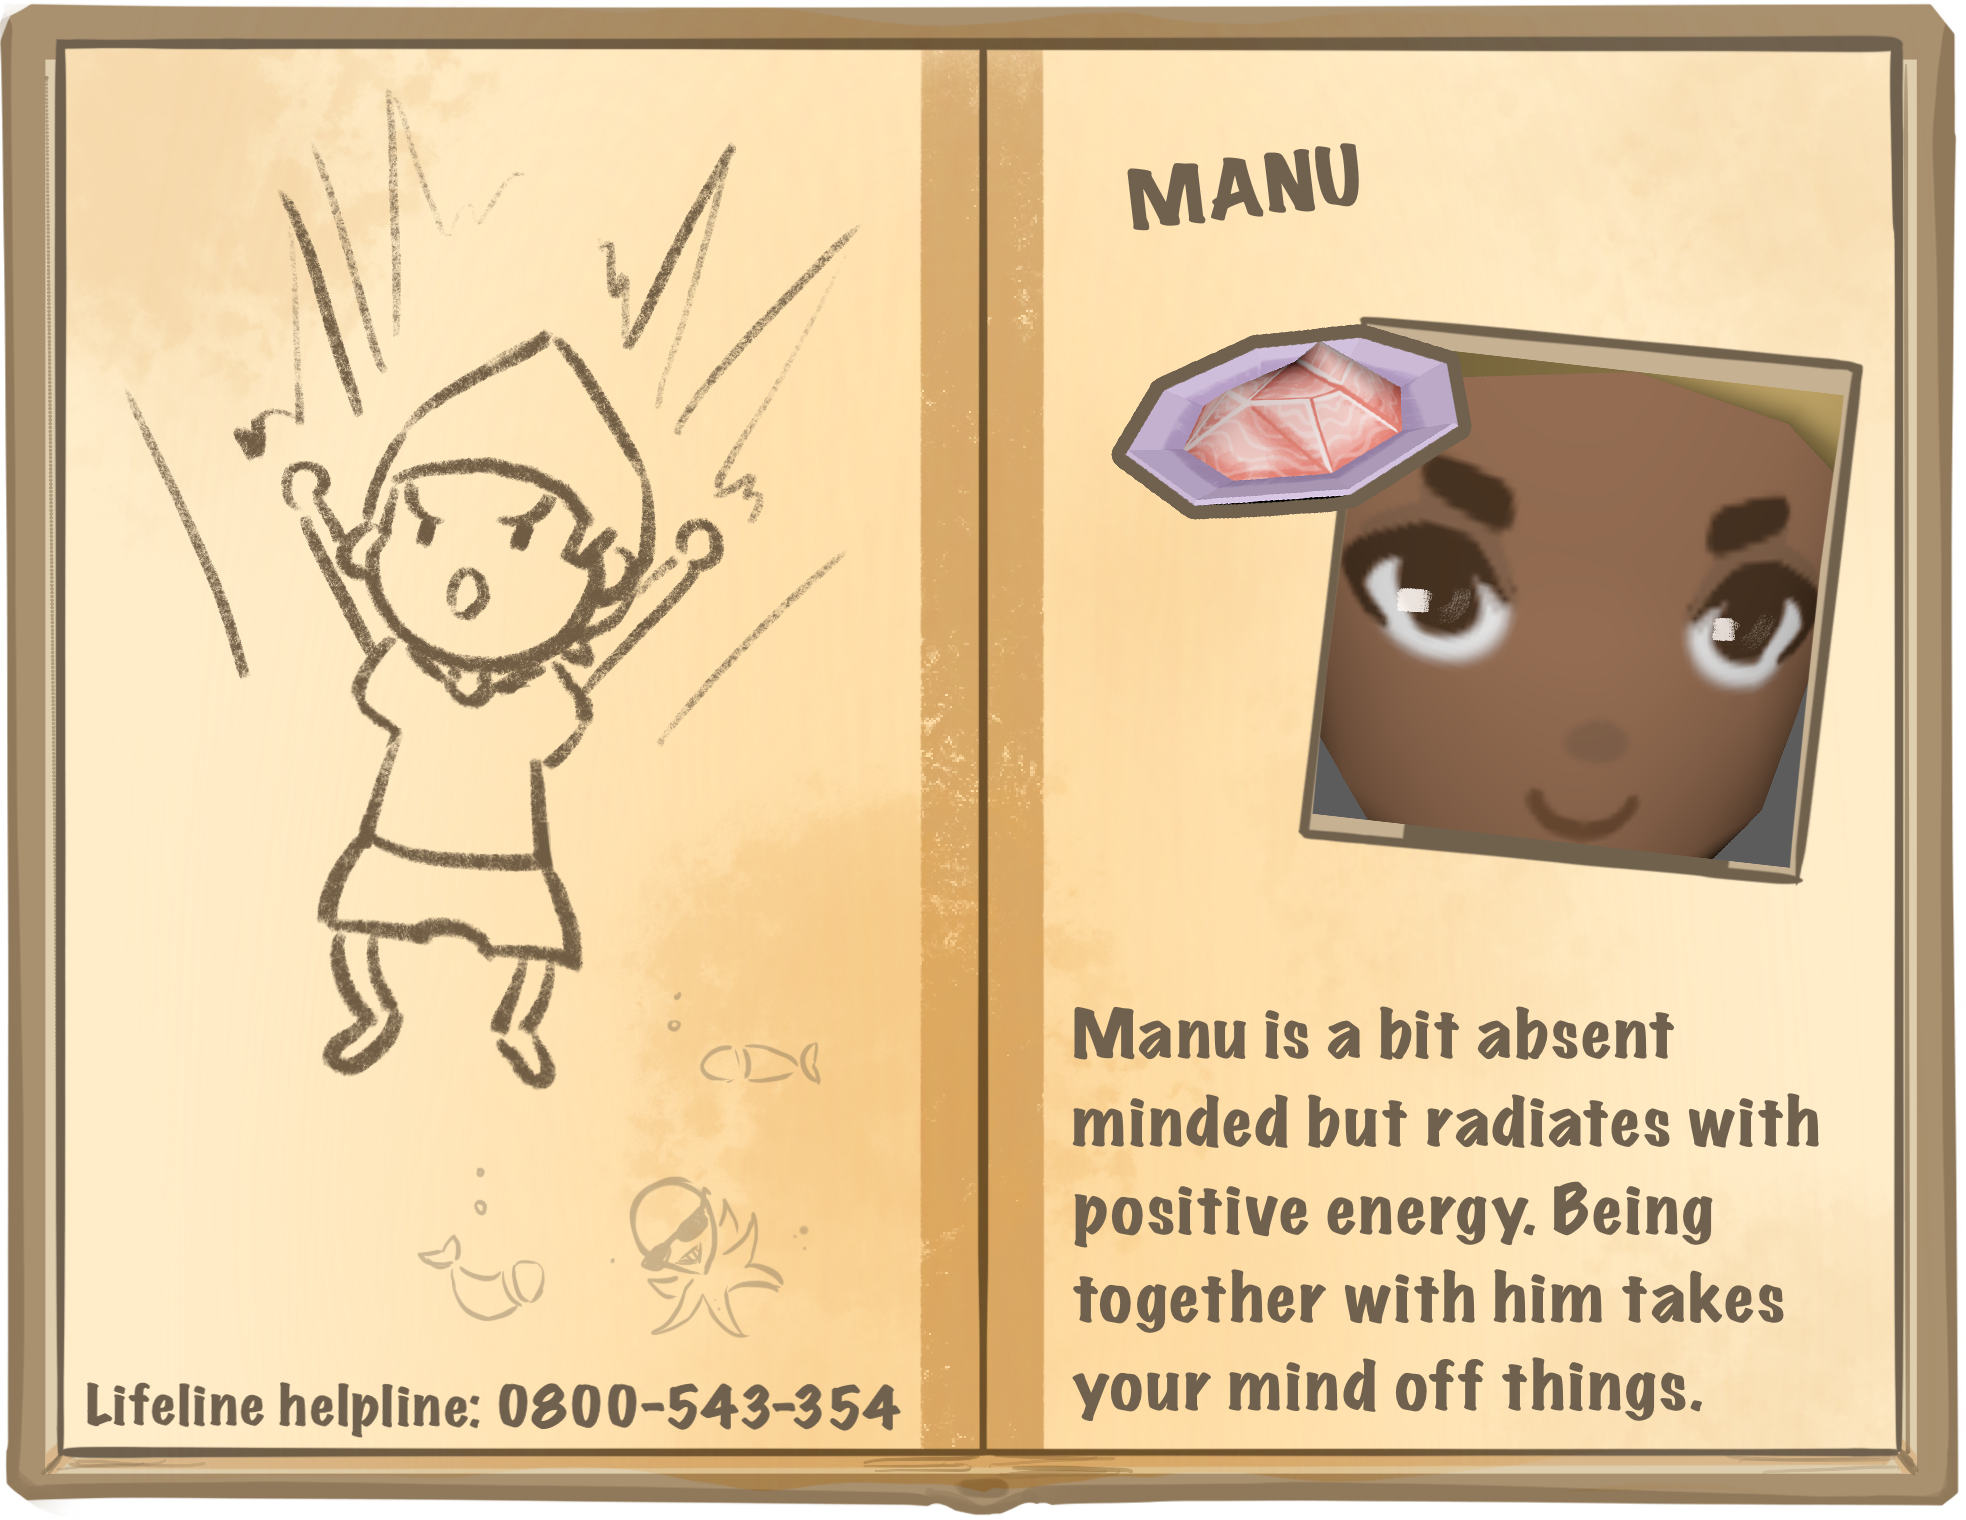 Lifeline helpline: 0800-543-354
MANU
Manu is a bit absent
minded but radiates with
positive energy. Being
together with him takes
your mind off things.